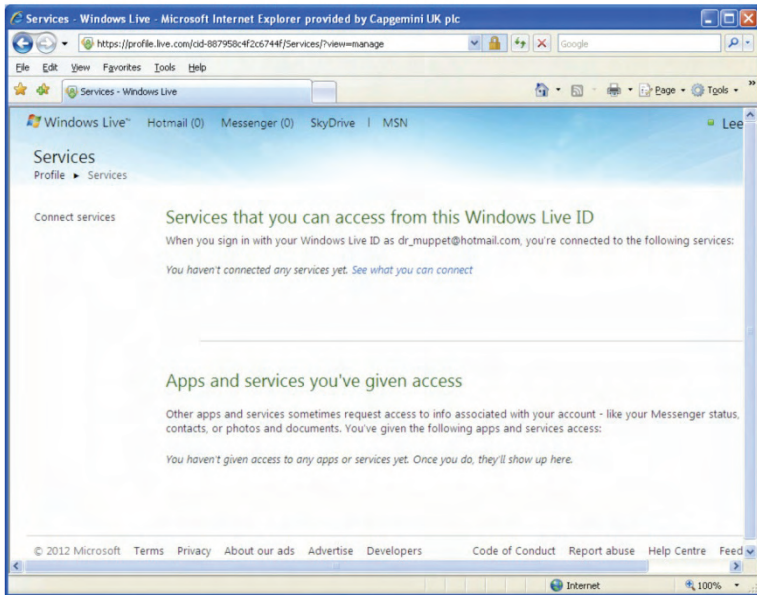 Services - Windows Live - Microsoft Internet Explorer provided by Capgemini UK plc
https://profile.live.com/cid-887958c4f2c6744f/Services/?view=manage
Google
File Edit View Favorites Tools Help
Services - Windows Live
Page Tools »
Windows Live™ Hotmail (0) Messenger (0) SkyDrive | MSN Lee
Services
Profile ► Services
Connect services
Services that you can access from this Windows Live ID
When you sign in with your Windows Live ID as dr_muppet@hotmail.com, you're connected to the following services:
You haven't connected any services yet. See what you can connect
Apps and services you've given access
Other apps and services sometimes request access to info associated with your account - like your Messenger status,
contacts, or photos and documents. You've given the following apps and services access:
You haven't given access to any apps or services yet. Once you do, they'll show up here.
© 2012 Microsoft Terms Privacy About our ads Advertise Developers Code of Conduct Report abuse Help Centre Feed
Internet 100%